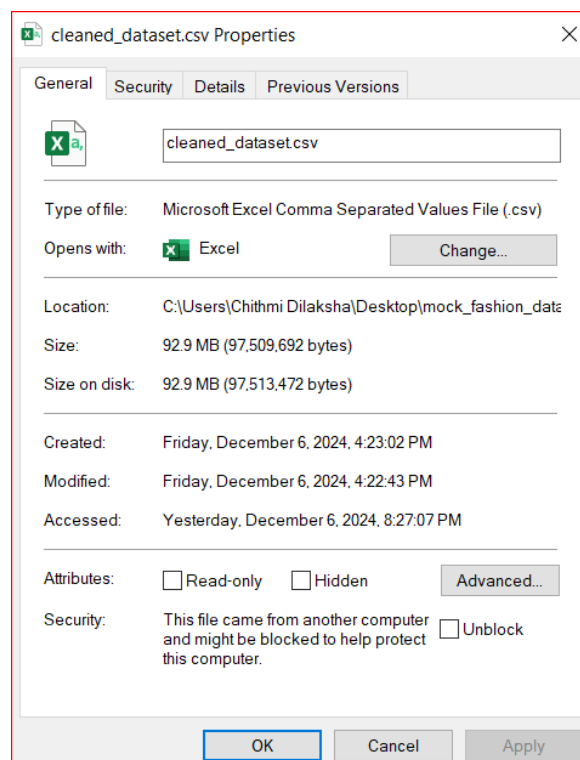 cleaned_dataset.csv Properties
General Security Details Previous Versions
cleaned_dataset.csv
Type of file: Microsoft Excel Comma Separated Values File (.csv)
Opens with: Excel Change...
Location: C:\Users\Chithmi Dilaksha\Desktop\mock_fashion_data
Size: 92.9 MB (97,509,692 bytes)
Size on disk: 92.9 MB (97,513,472 bytes)
Created: Friday, December 6, 2024, 4:23:02 PM
Modified: Friday, December 6, 2024, 4:22:43 PM
Accessed: Yesterday, December 6, 2024, 8:27:07 PM
Attributes: Read-only Hidden Advanced...
Security: This file came from another computer
and might be blocked to help protect Unblock
this computer.
OK Cancel Apply